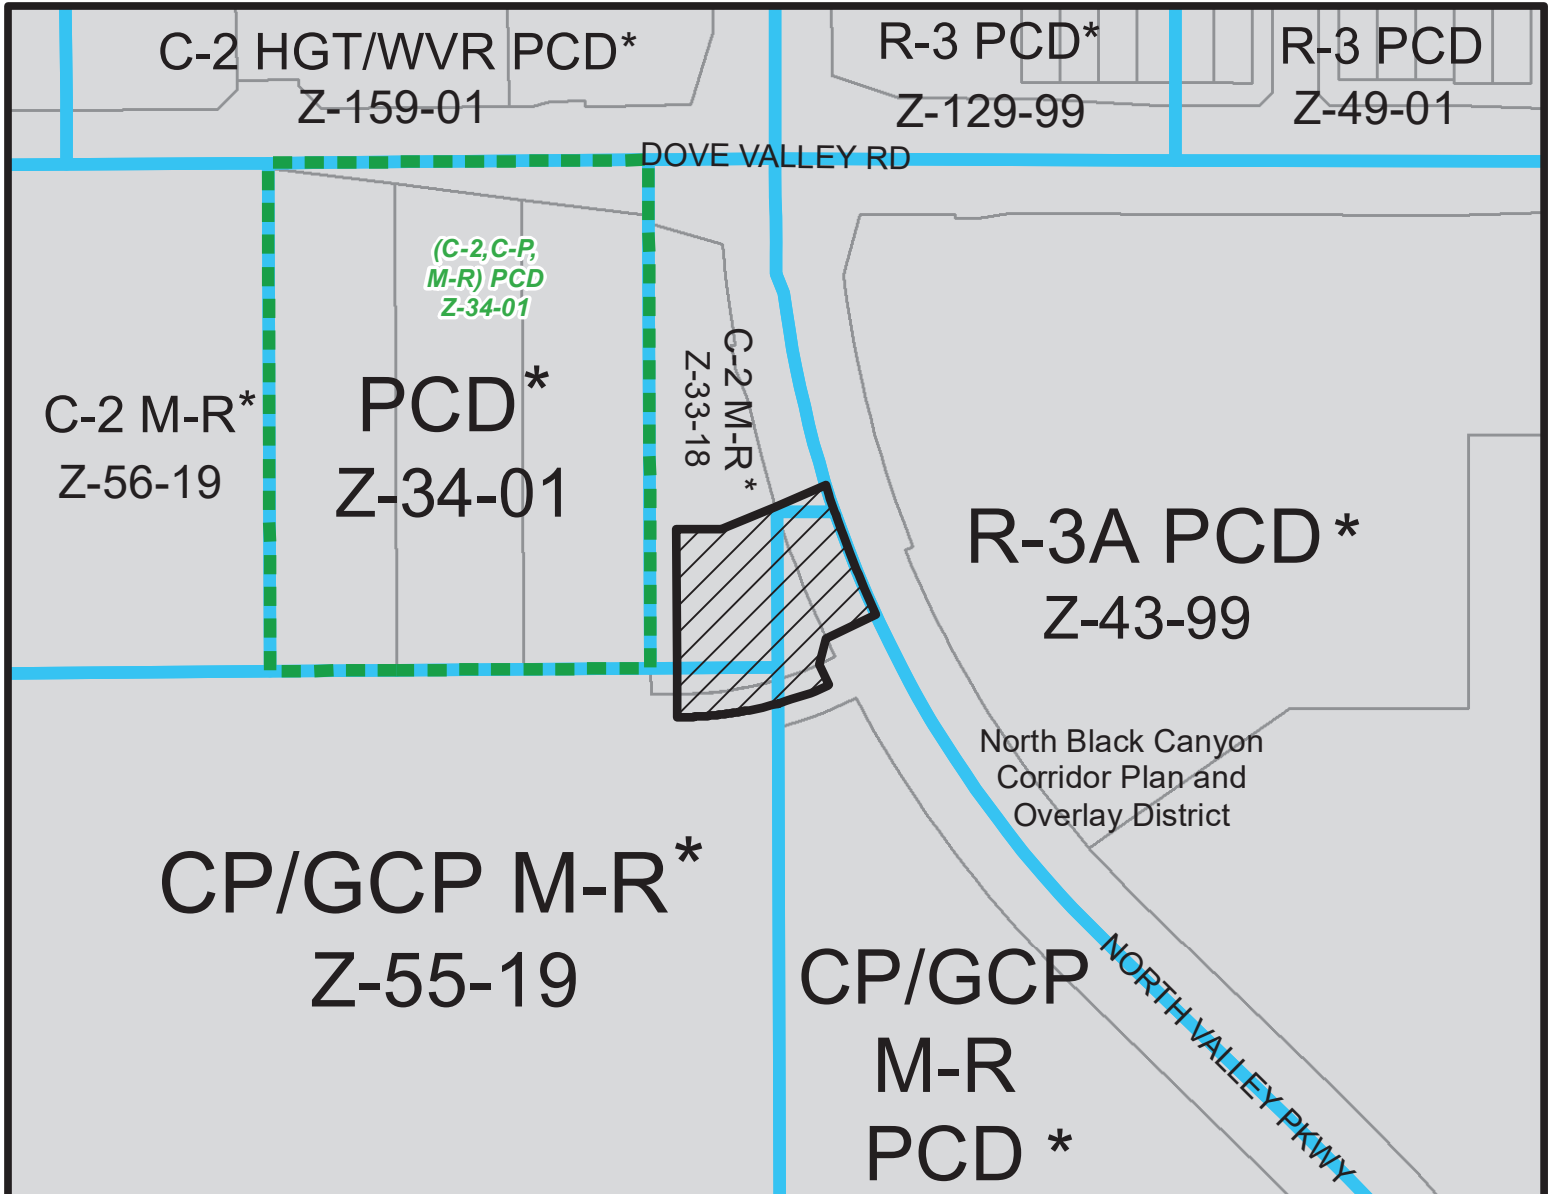 C-2 HGT/WVR PCD*
Z-159-01
R-3 PCD*
Z-129-99
R-3 PCD
Z-49-01
DOVE VALLEY RD
(C-2,C-P,
M-R) PCD
Z-34-01
C-2 M-R*
Z-56-19
PCD*
Z-34-01
C-2 M-R*
Z-33-18
R-3A PCD*
Z-43-99
North Black Canyon
Corridor Plan and
Overlay District
CP/GCP M-R*
Z-55-19
CP/GCP
M-R
PCD *
NORTH VALLEY PKWY